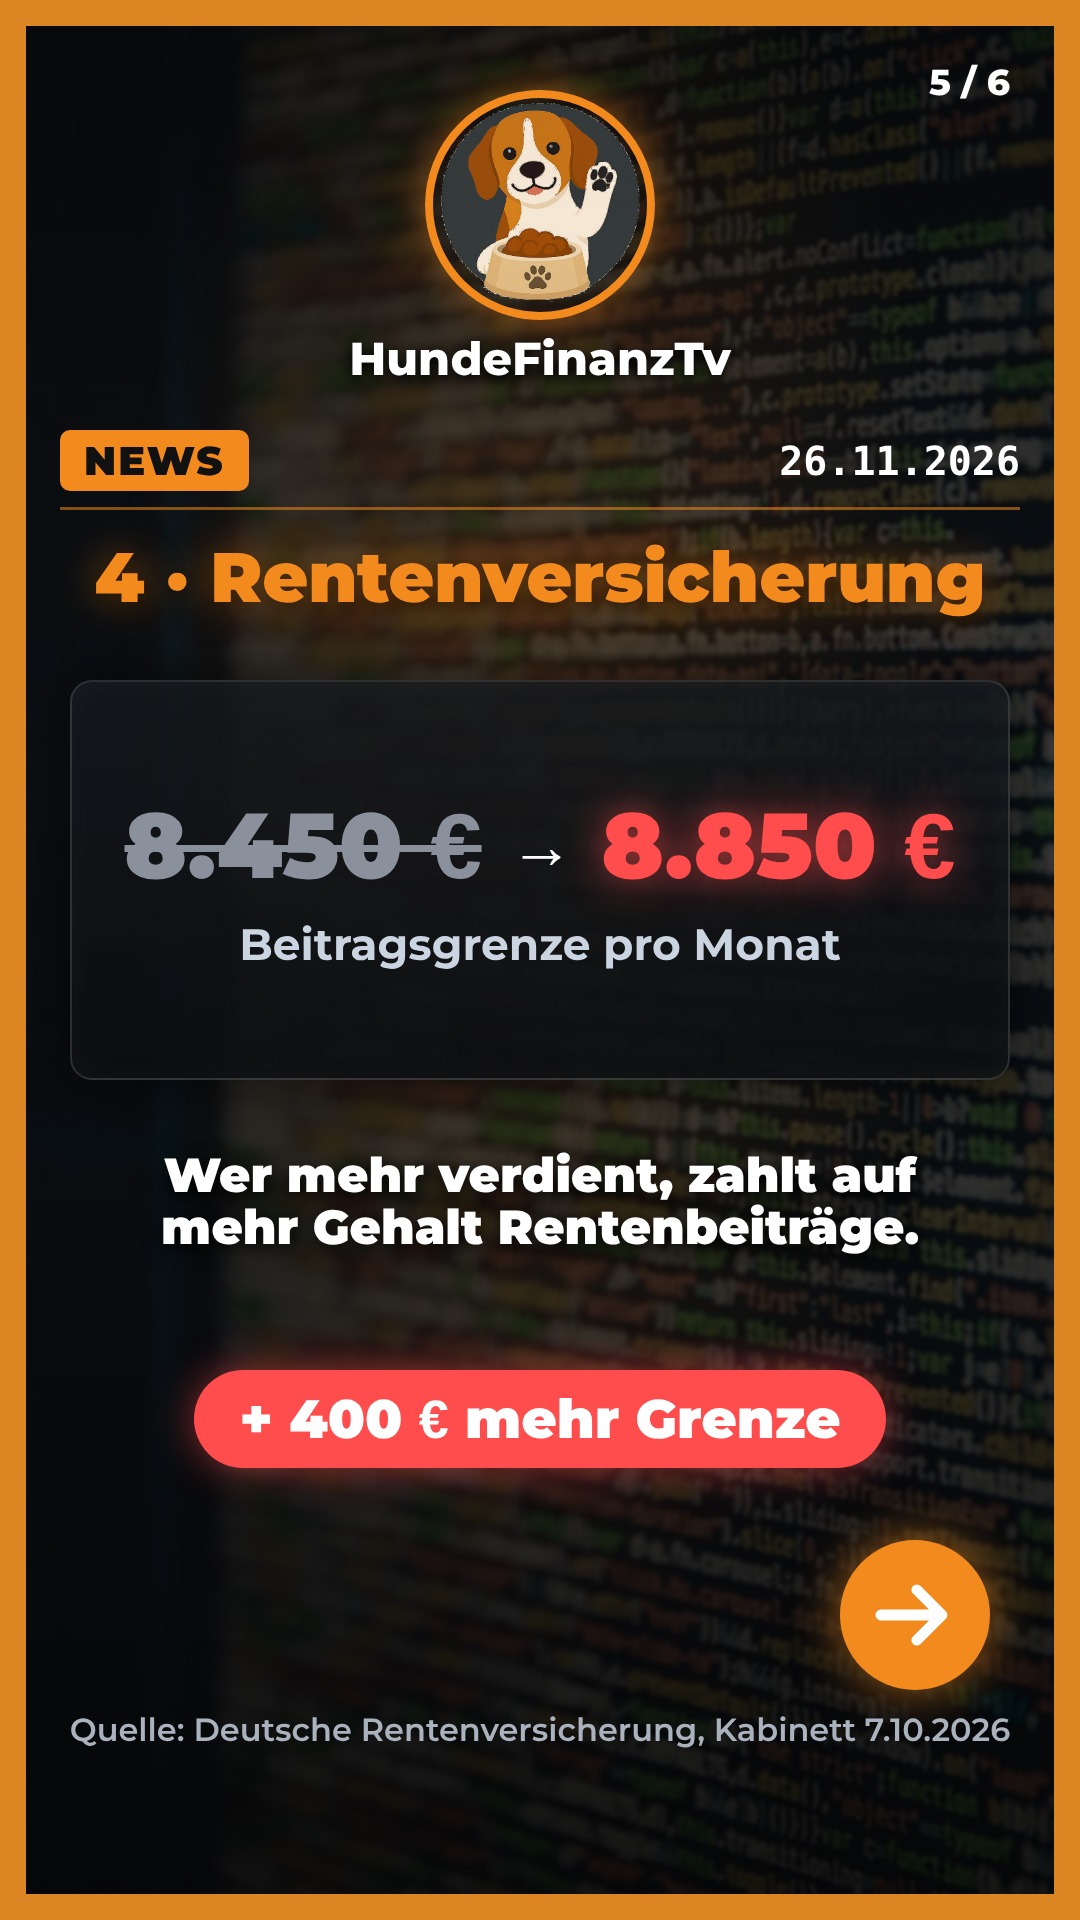 5 / 6
HundeFinanzTv
NEWS
26.11.2026
4 • Rentenversicherung
8.450 € → 8.850 €
Beitragsgrenze pro Monat
Wer mehr verdient, zahlt auf
mehr Gehalt Rentenbeiträge.
+ 400 € mehr Grenze
Quelle: Deutsche Rentenversicherung, Kabinett 7.10.2026